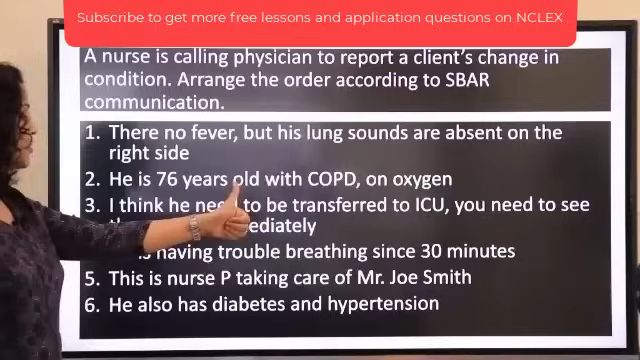 Subscribe to get more free lessons and application questions on NCLEX
A nurse is calling physician to report a client's change in
condition. Arrange the order according to SBAR
communication.
1. There no fever, but his lung sounds are absent on the
right side
2. He is 76 years old with COPD, on oxygen
3. I think he need to be transferred to ICU, you need to see
is having trouble breathing since 30 minutes
5. This is nurse P taking care of Mr. Joe Smith
6. He also has diabetes and hypertension